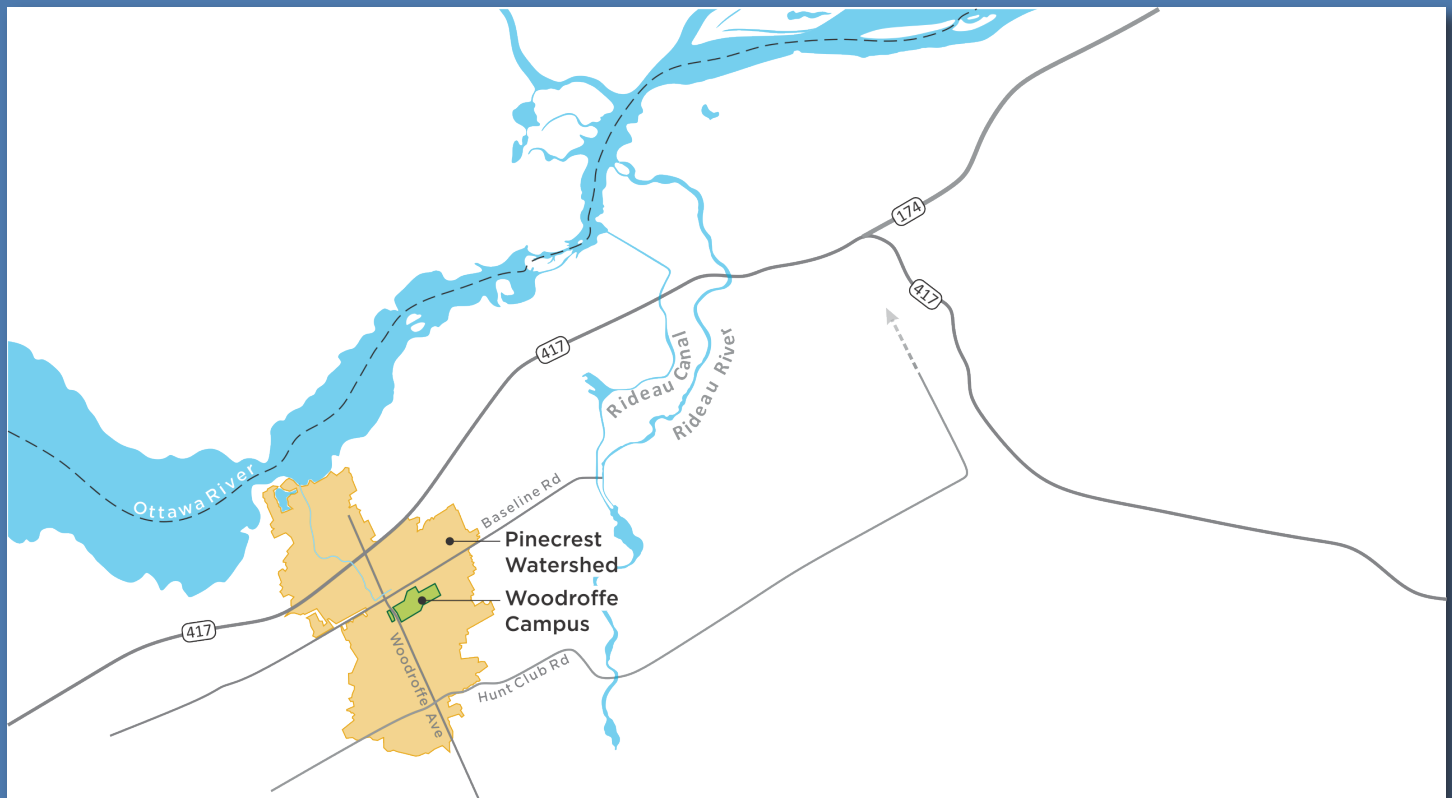 174
417
417
Rideau Canal
Rideau River
Ottawa River
Baseline Rd
Pinecrest
Watershed
Woodroffe
Campus
417
Woodroffe Ave
Hunt Club Rd